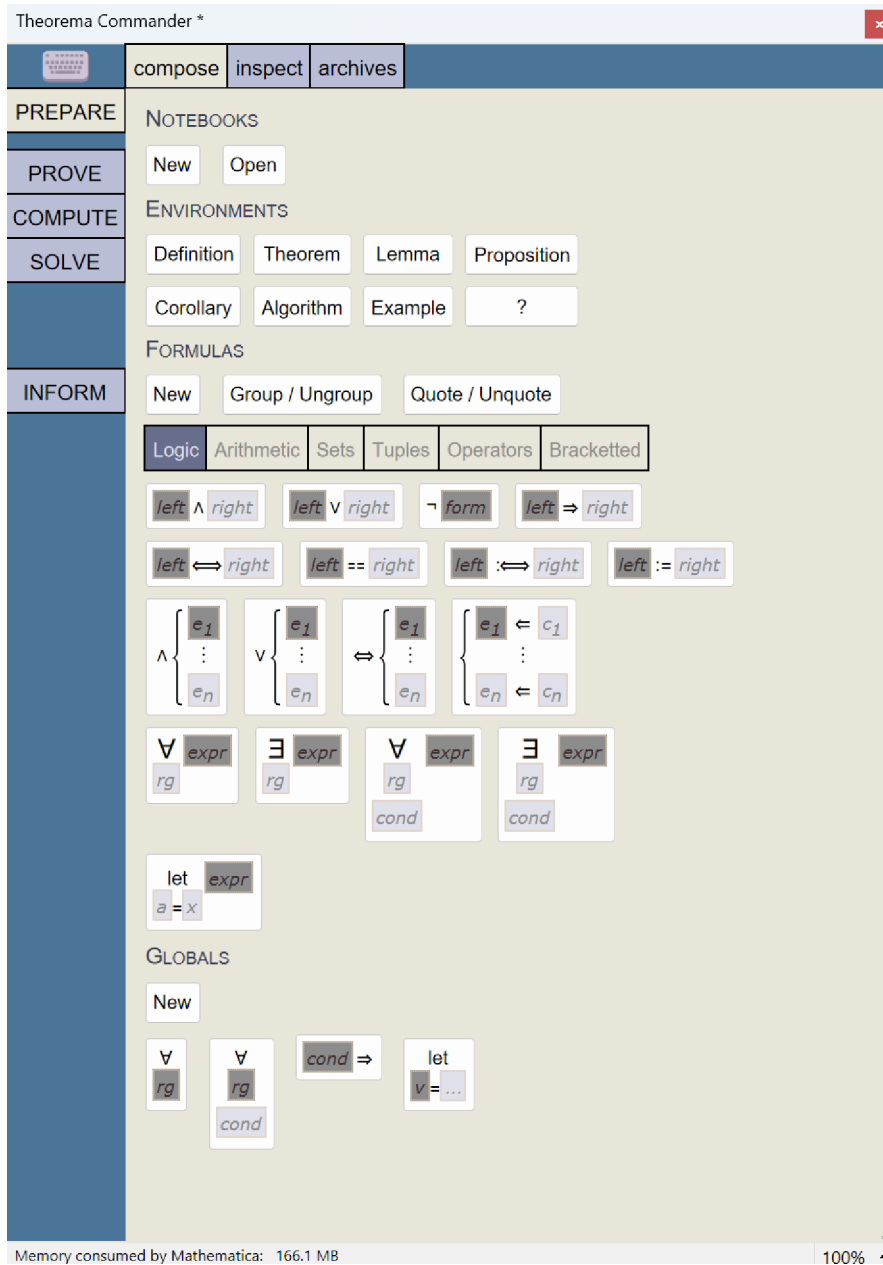 Theorema Commander *
compose inspect archives
PREPARE
PROVE
COMPUTE
SOLVE
INFORM
NOTEBOOKS
New Open
ENVIRONMENTS
Definition Theorem Lemma Proposition
Corollary Algorithm Example ?
FORMULAS
New Group / Ungroup Quote / Unquote
Logic Arithmetic Sets Tuples Operators Bracketted
left ∧ right left ∨ right ¬ form left ⇒ right
left ⟺ right left == right left :⟺ right left := right
e1 e1 e1 e1 ⇐ c1
∧ { ⋮ ∨ { ⋮ ⇔ { ⋮ { ⋮
en en en en ⇐ cn
∀ expr ∃ expr ∀ expr ∃ expr
rg rg rg rg
cond cond
let expr
a = x
GLOBALS
New
∀ ∀ cond ⇒ let
rg rg v = ...
cond
Memory consumed by Mathematica: 166.1 MB 100%